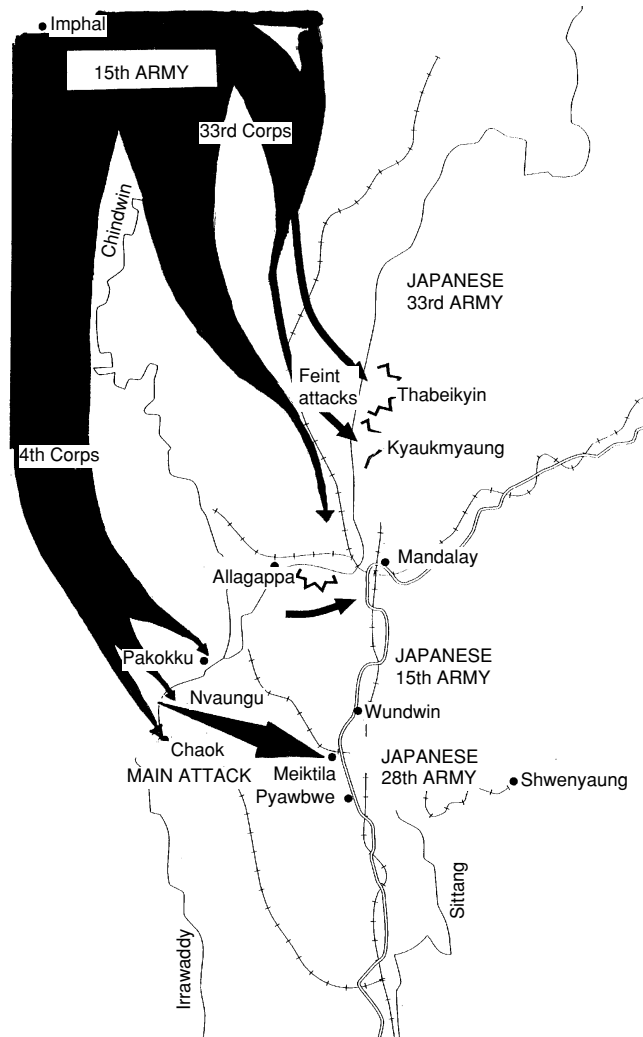 Imphal
15th ARMY
33rd Corps
Chindwin
JAPANESE
33rd ARMY
Feint
attacks
Thabeikyin
Kyaukmyaung
4th Corps
Mandalay
Allagappa
Pakokku
JAPANESE
15th ARMY
Nvaungu
Wundwin
Chaok
MAIN ATTACK
JAPANESE
28th ARMY
Meiktila
Shwenyaung
Pyawbwe
Sittang
Irrawaddy